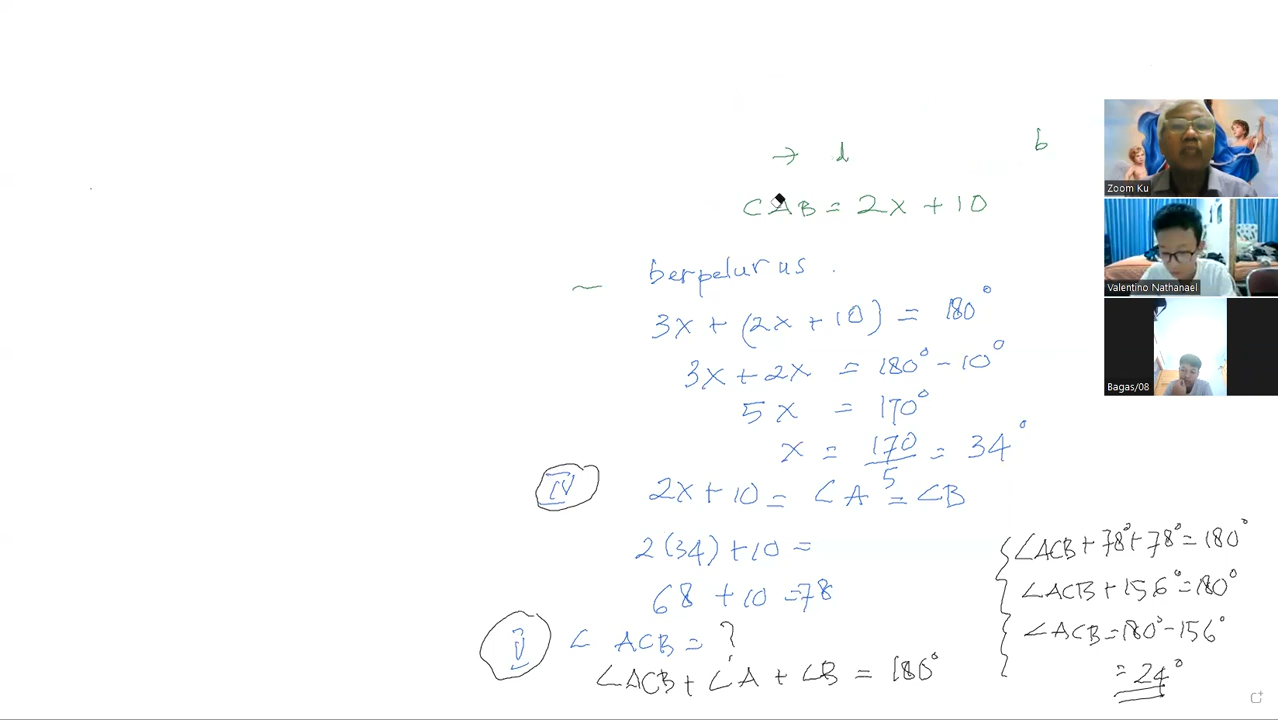 → d b
CAB = 2x + 10
~ berpelurus .
3x + (2x + 10) = 180°
3x + 2x = 180° - 10°
5x = 170°
x = 170/5 = 34°
IV 2x + 10 = ∠A = ∠B
2(34) + 10 =
68 + 10 = 78
V ∠ ACB = ?
∠ACB + ∠A + ∠B = 180°
∠ACB + 78° + 78° = 180°
∠ACB + 156° = 180°
∠ACB = 180° - 156°
= 24°
Zoom Ku
Valentino Nathanael
Bagas/08